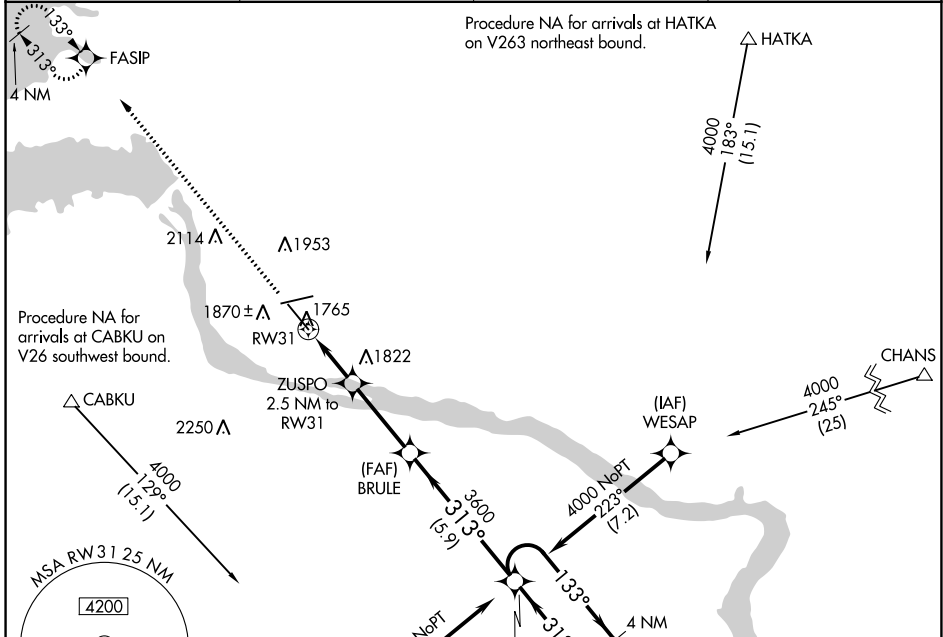 Procedure NA for arrivals at HATKA
on V263 northeast bound.
HATKA
133°
313°
FASIP
4 NM
4000
183°
(15.1)
2114
1953
1870 ±
1765
RW31
Procedure NA for
arrivals at CABKU on
V26 southwest bound.
1822
CHANS
ZUSPO
2.5 NM to
RW31
4000
245°
(25)
CABKU
2250
(IAF)
WESAP
(FAF)
BRULE
4000
129°
(15.1)
4000 NoPT
223°
(7.2)
3600
313°
(5.9)
MSA RW31 25 NM
4200
133°
4 NM
NoPT
N